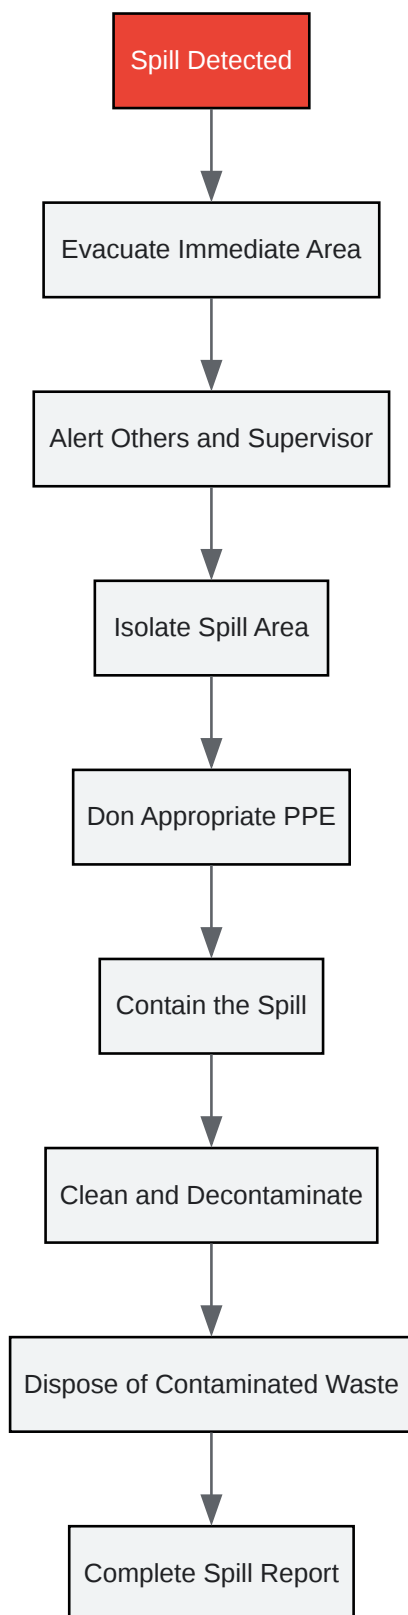 Spill Detected
Evacuate Immediate Area
Alert Others and Supervisor
Isolate Spill Area
Don Appropriate PPE
Contain the Spill
Clean and Decontaminate
Dispose of Contaminated Waste
Complete Spill Report